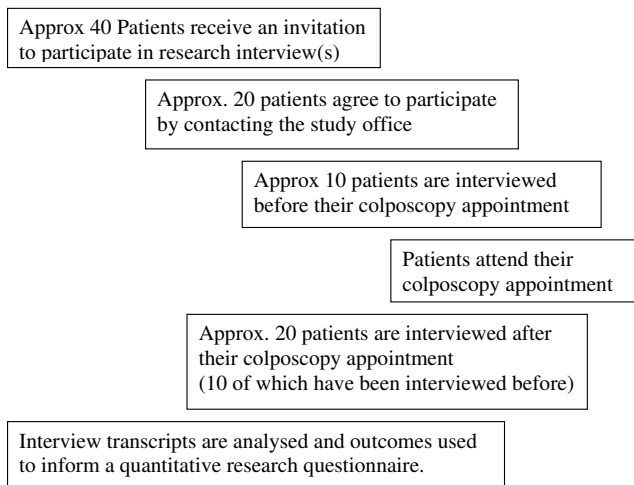 Approx 40 Patients receive an invitation
to participate in research interview(s)
Approx. 20 patients agree to participate
by contacting the study office
Approx 10 patients are interviewed
before their colposcopy appointment
Patients attend their
colposcopy appointment
Approx. 20 patients are interviewed after
their colposcopy appointment
(10 of which have been interviewed before)
Interview transcripts are analysed and outcomes used
to inform a quantitative research questionnaire.